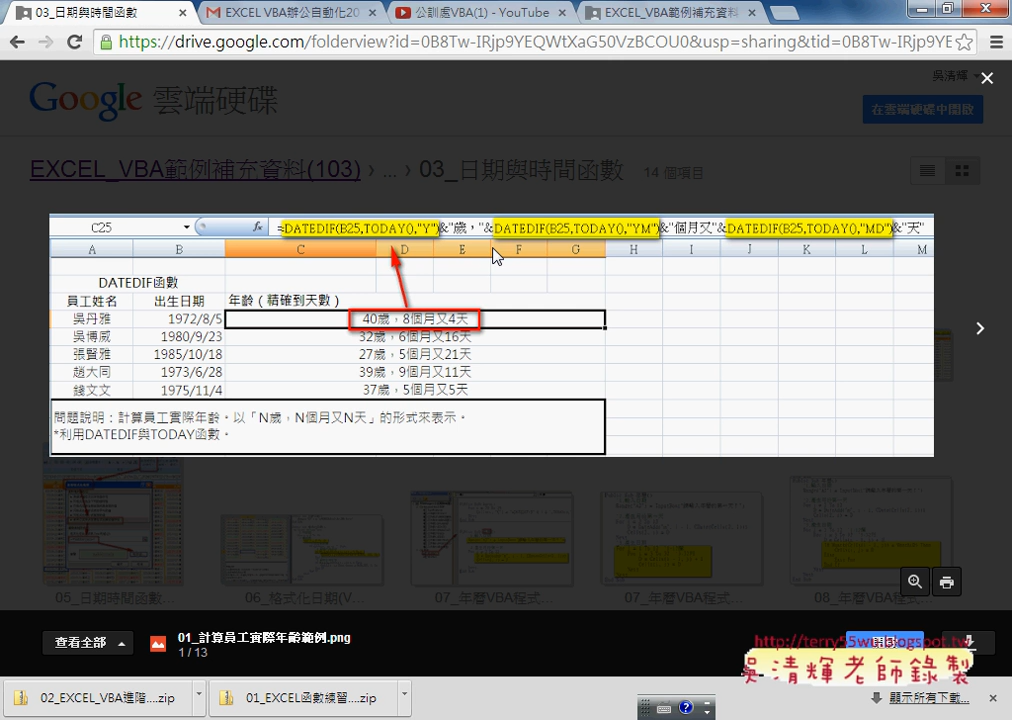 03_日期與時間函數
EXCEL VBA辦公自動化20
公訓處VBA(1) - YouTube
EXCEL_VBA範例補充資料
https://drive.google.com/folderview?id=0B8Tw-IRjp9YEQWtXaG50VzBCOU0&usp=sharing&tid=0B8Tw-IRjp9YE
吳清輝
Google 雲端硬碟
在雲端硬碟中開啟
EXCEL_VBA範例補充資料(103) › ... › 03_日期與時間函數 14 個項目
C25 fx =DATEDIF(B25,TODAY(),"Y")&"歲，"&DATEDIF(B25,TODAY(),"YM")&"個月又"&DATEDIF(B25,TODAY(),"MD")&"天"
A B C D E F G H I J K L M
DATEDIF函數
員工姓名 出生日期 年齡（精確到天數）
吳丹雅 1972/8/5 40歲，8個月又4天
吳博威 1980/9/23 32歲，6個月又16天
張賢雅 1985/10/18 27歲，5個月又21天
趙大同 1973/6/28 39歲，9個月又11天
錢文文 1975/11/4 37歲，5個月又5天
問題說明：計算員工實際年齡。以「N歲，N個月又N天」的形式來表示。
*利用DATEDIF與TODAY函數。
05_日期時間函數... 06_格式化日期(V... 07_年曆VBA程式... 07_年曆VBA程式... 08_年曆VBA程式...
查看全部
01_計算員工實際年齡範例.png
1 / 13
開啟
http://terry55wu.blogspot.tw
吳清輝老師錄製
02_EXCEL_VBA進階....zip
01_EXCEL函數練習....zip
顯示所有下載...